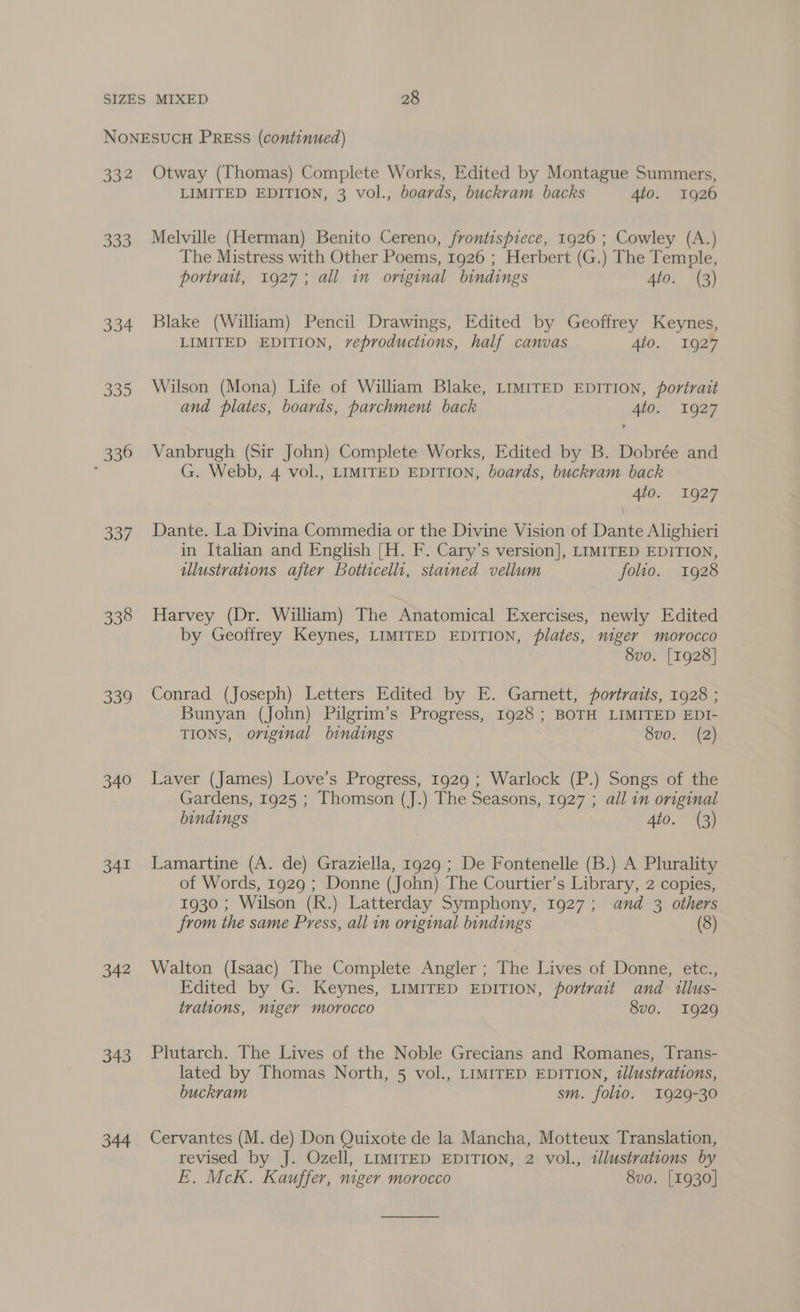 SIZES MIXED 28
NONESUCH PRESS (continued)
332 Otway (Thomas) Complete Works, Edited by Montague Summers,
LIMITED EDITION, 3 vol., boards, buckram backs 4to. 1926
333 Melville (Herman) Benito Cereno, frontispiece, 1926 ; Cowley (A.)
The Mistress with Other Poems, 1926 ; Herbert (G.) The Temple,
portrait, 1927 ; all in original bindings 4to. (3)
334 Blake (William) Pencil Drawings, Edited by Geoffrey Keynes,
LIMITED EDITION, reproductions, half canvas 4to. 1927
335 Wilson (Mona) Life of William Blake, LIMITED EDITION, portrait
and plates, boards, parchment back 4to. 1927
336 Vanbrugh (Sir John) Complete Works, Edited by B. Dobrée and
G. Webb, 4 vol., LIMITED EDITION, boards, buckram back
4to. 1927
337 Dante. La Divina Commedia or the Divine Vision of Dante Alighieri
in Italian and English [H. F. Cary's version], LIMITED EDITION,
illustrations after Botticelli, stained vellum folio. 1928
338 Harvey (Dr. William) The Anatomical Exercises, newly Edited
by Geoffrey Keynes, LIMITED EDITION, plates, niger morocco
8vo. [1928]
339 Conrad (Joseph) Letters Edited by E. Garnett, portraits, 1928 ;
Bunyan (John) Pilgrim's Progress, 1928 ; BOTH LIMITED EDI-
TIONS, original bindings 8vo. (2)
340 Laver (James) Love's Progress, 1929 ; Warlock (P.) Songs of the
Gardens, 1925 ; Thomson (J.) The Seasons, 1927 ; all in original
bindings 4to. (3)
341 Lamartine (A. de) Graziella, 1929 ; De Fontenelle (B.) A Plurality
of Words, 1929 ; Donne (John) The Courtier's Library, 2 copies,
1930 ; Wilson (R.) Latterday Symphony, 1927 ; and 3 others
from the same Press, all in original bindings (8)
342 Walton (Isaac) The Complete Angler ; The Lives of Donne, etc.,
Edited by G. Keynes, LIMITED EDITION, portrait and illus-
trations, niger morocco 8vo. 1929
343 Plutarch. The Lives of the Noble Grecians and Romanes, Trans-
lated by Thomas North, 5 vol., LIMITED EDITION, illustrations,
buckram sm. folio. 1929-30
344 Cervantes (M. de) Don Quixote de la Mancha, Motteux Translation,
revised by J. Ozell, LIMITED EDITION, 2 vol., illustrations by
E. McK. Kauffer, niger morocco 8vo. [1930]